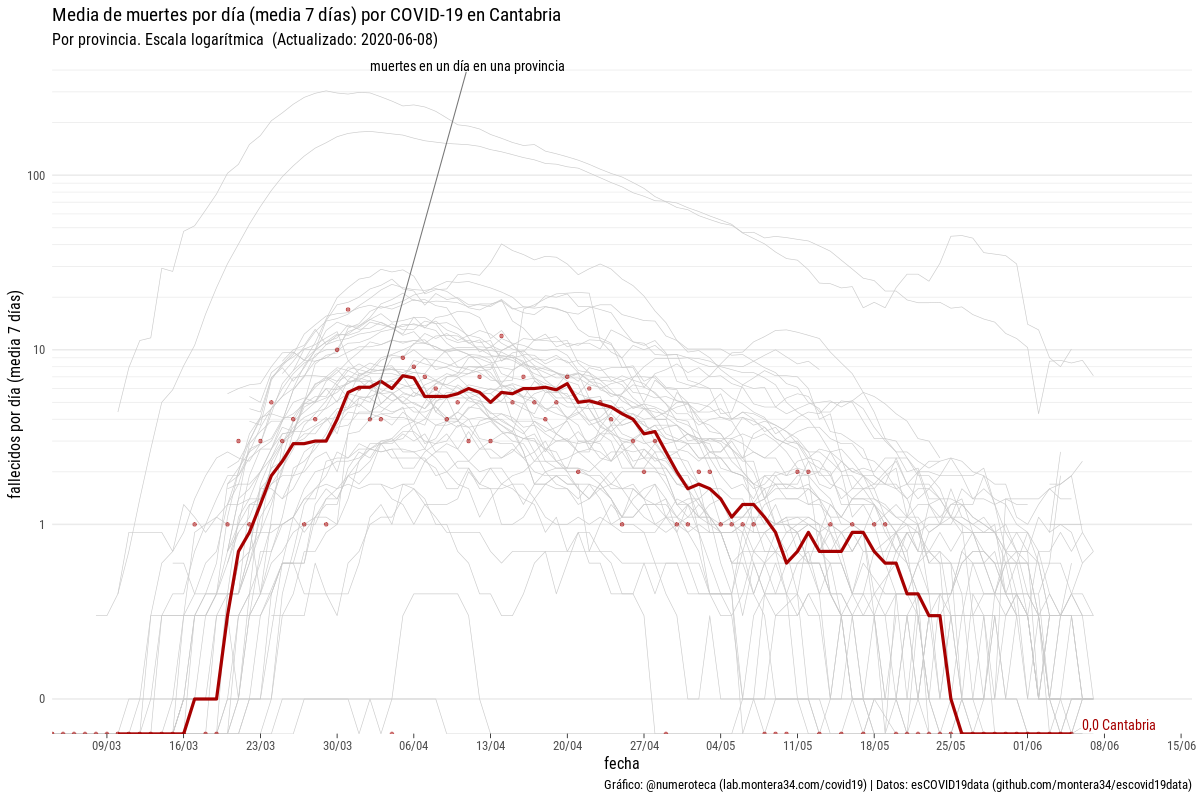 Media de muertes por día (media 7 días) por COVID-19 en Cantabria
Por provincia. Escala logarítmica  (Actualizado: 2020-06-08)
muertes en un día en una provincia
fallecidos por día (media 7 días)
100
10
1
0
0,0 Cantabria
09/03
16/03
23/03
30/03
06/04
13/04
20/04
27/04
04/05
11/05
18/05
25/05
01/06
08/06
15/06
fecha
Gráfico: @numeroteca (lab.montera34.com/covid19) | Datos: esCOVID19data (github.com/montera34/escovid19data)